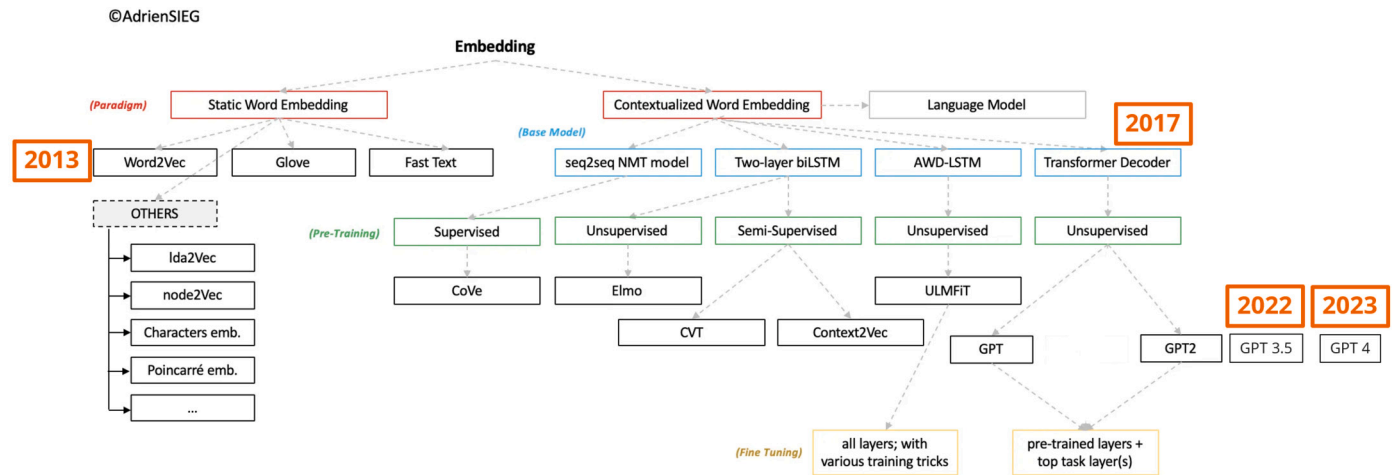 ©AdrienSIEG
Embedding
(Paradigm)
Static Word Embedding
Contextualized Word Embedding
Language Model
(Base Model)
2017
2013
Word2Vec
Glove
Fast Text
seq2seq NMT model
Two-layer biLSTM
AWD-LSTM
Transformer Decoder
OTHERS
(Pre-Training)
Supervised
Unsupervised
Semi-Supervised
Unsupervised
Unsupervised
lda2Vec
node2Vec
Characters emb.
Poincarré emb.
...
CoVe
Elmo
ULMFiT
2022
2023
CVT
Context2Vec
GPT
GPT2
GPT 3.5
GPT 4
(Fine Tuning)
all layers; with
various training tricks
pre-trained layers +
top task layer(s)